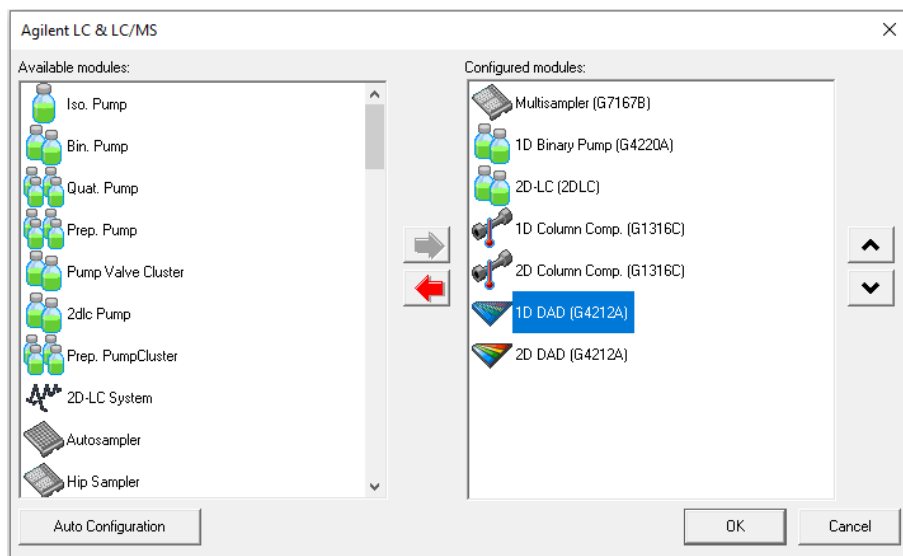 Agilent LC & LC/MS
Available modules:
Iso. Pump
Bin. Pump
Quat. Pump
Prep. Pump
Pump Valve Cluster
2dlc Pump
Prep. PumpCluster
2D-LC System
Autosampler
Hip Sampler
Configured modules:
Multisampler (G7167B)
1D Binary Pump (G4220A)
2D-LC (2DLC)
1D Column Comp. (G1316C)
2D Column Comp. (G1316C)
1D DAD (G4212A)
2D DAD (G4212A)
Auto Configuration
OK
Cancel